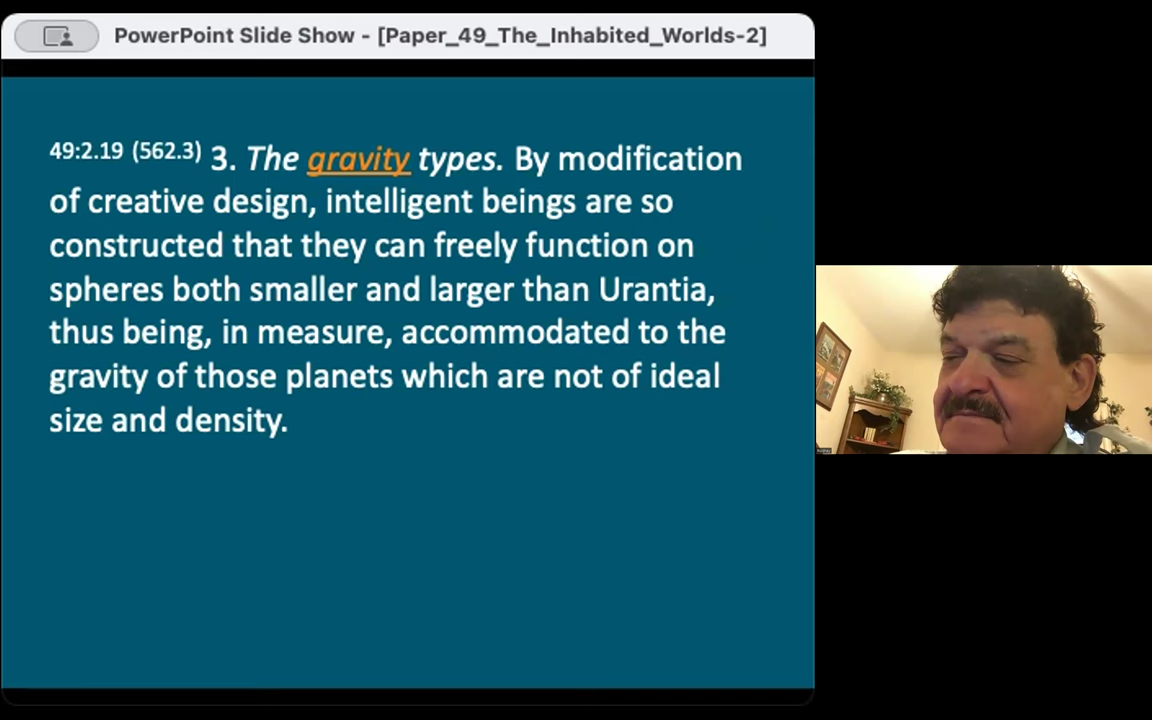 PowerPoint Slide Show - [Paper_49_The_Inhabited_Worlds-2]
49:2.19 (562.3) 3. The gravity types. By modification
of creative design, intelligent beings are so
constructed that they can freely function on
spheres both smaller and larger than Urantia,
thus being, in measure, accommodated to the
gravity of those planets which are not of ideal
size and density.